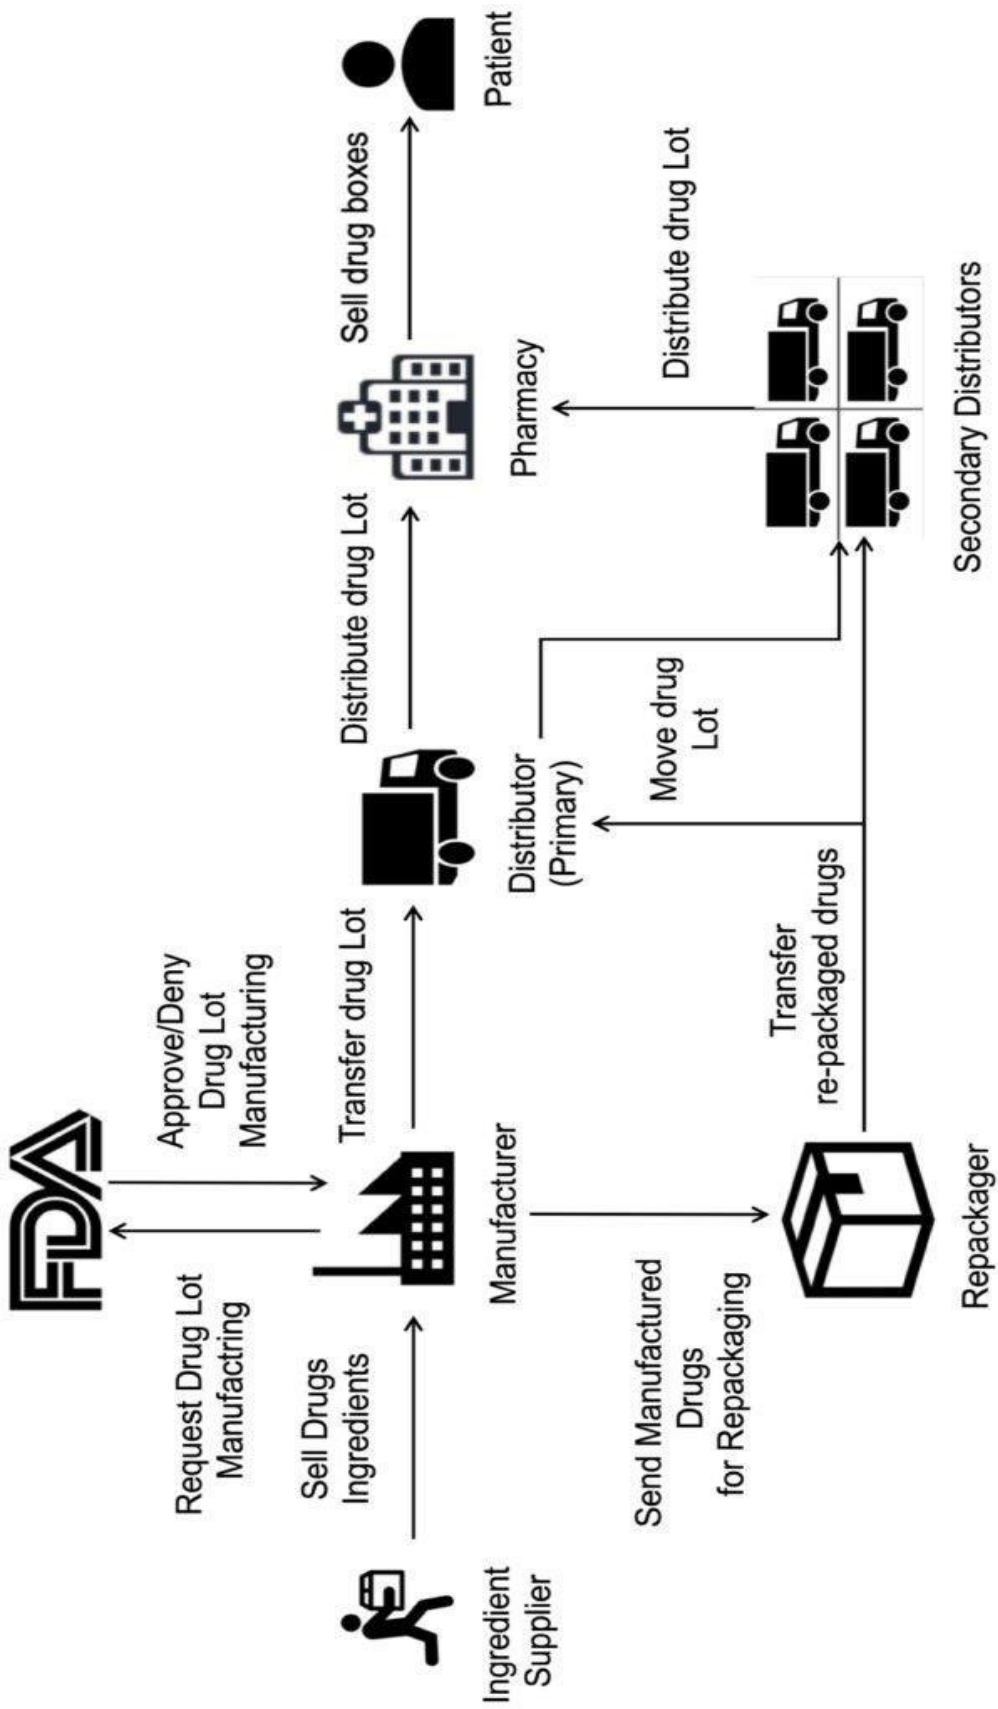 FDA
Request Drug Lot
Manufactring
Approve/Deny
Drug Lot
Manufacturing
Sell Drugs
Ingredients
Transfer drug Lot
Distribute drug Lot
Sell drug boxes
Ingredient
Supplier
Manufacturer
Distributor
(Primary)
Pharmacy
Patient
Send Manufactured
Drugs
for Repackaging
Move drug
Lot
Distribute drug Lot
Transfer
re-packaged drugs
Repackager
Secondary Distributors